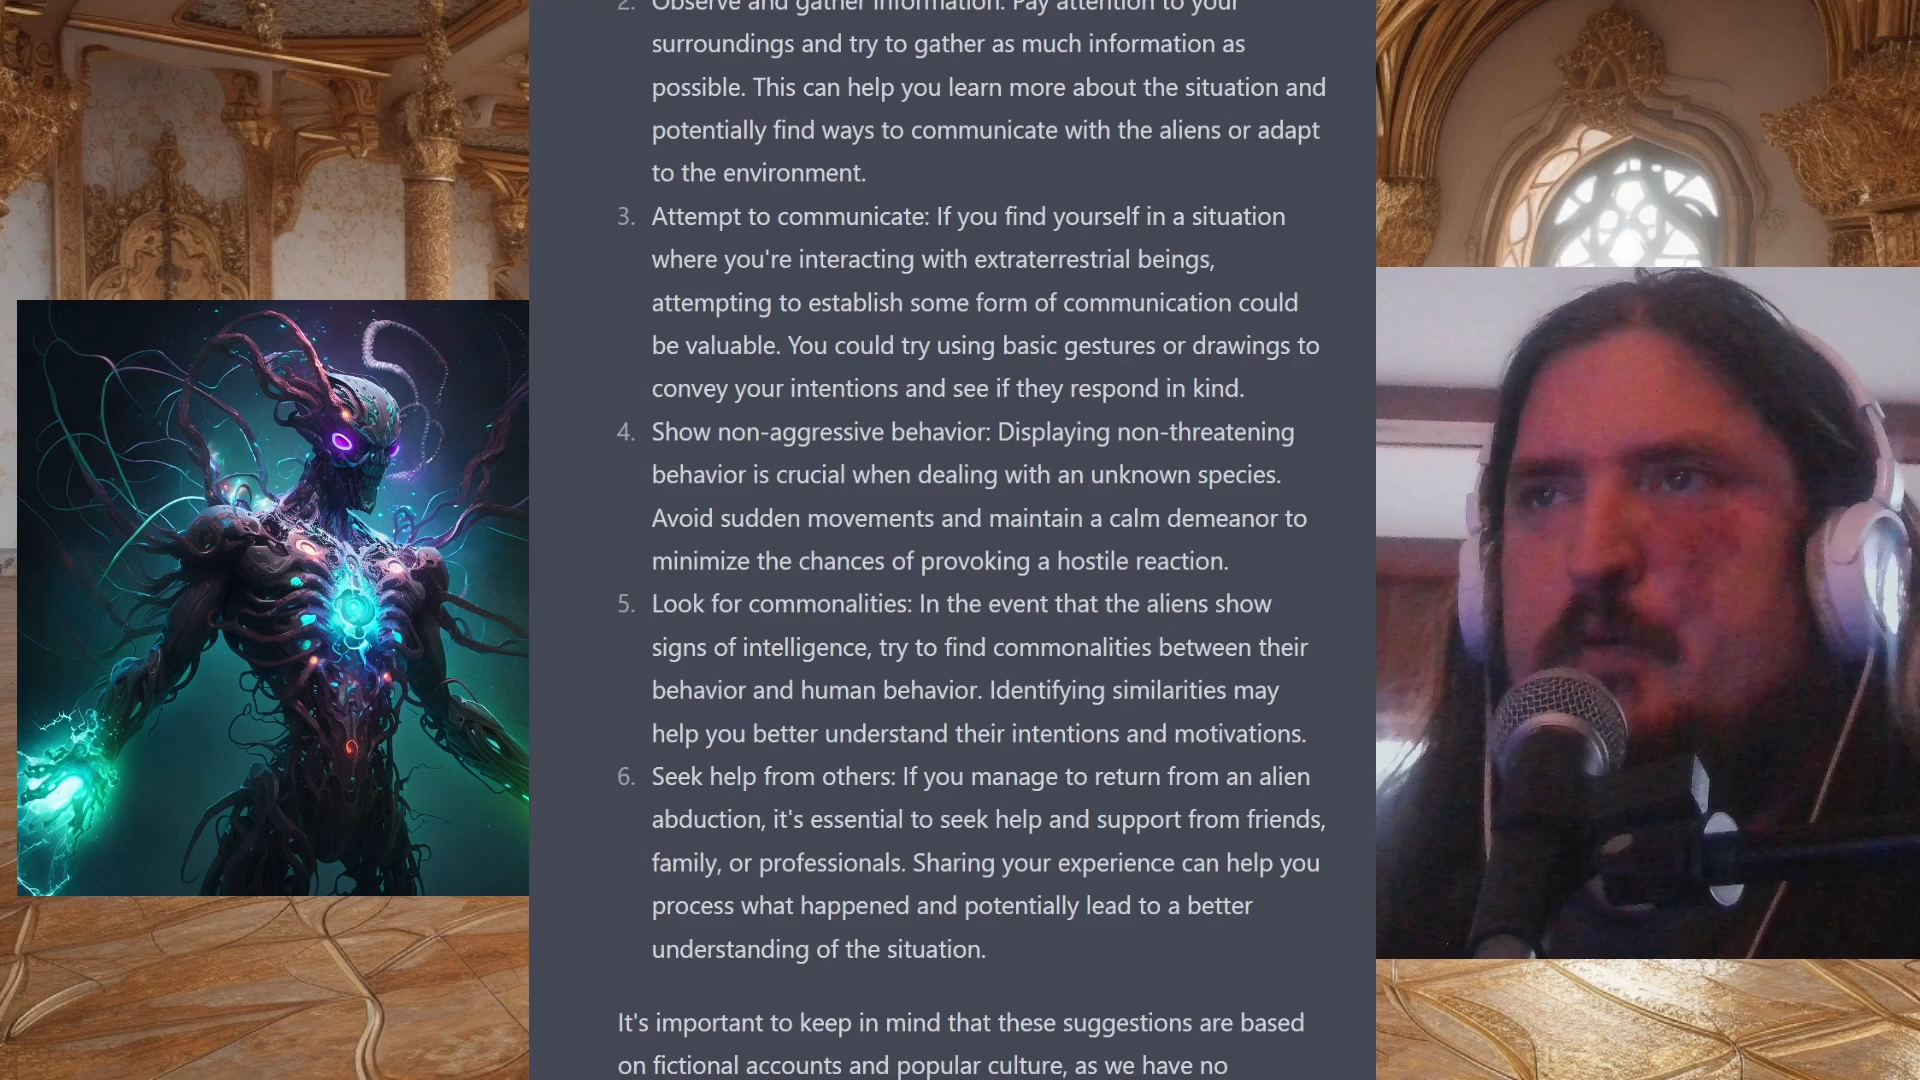 2. Observe and gather information: Pay attention to your
surroundings and try to gather as much information as
possible. This can help you learn more about the situation and
potentially find ways to communicate with the aliens or adapt
to the environment.
3. Attempt to communicate: If you find yourself in a situation
where you're interacting with extraterrestrial beings,
attempting to establish some form of communication could
be valuable. You could try using basic gestures or drawings to
convey your intentions and see if they respond in kind.
4. Show non-aggressive behavior: Displaying non-threatening
behavior is crucial when dealing with an unknown species.
Avoid sudden movements and maintain a calm demeanor to
minimize the chances of provoking a hostile reaction.
5. Look for commonalities: In the event that the aliens show
signs of intelligence, try to find commonalities between their
behavior and human behavior. Identifying similarities may
help you better understand their intentions and motivations.
6. Seek help from others: If you manage to return from an alien
abduction, it's essential to seek help and support from friends,
family, or professionals. Sharing your experience can help you
process what happened and potentially lead to a better
understanding of the situation.
It's important to keep in mind that these suggestions are based
on fictional accounts and popular culture, as we have no